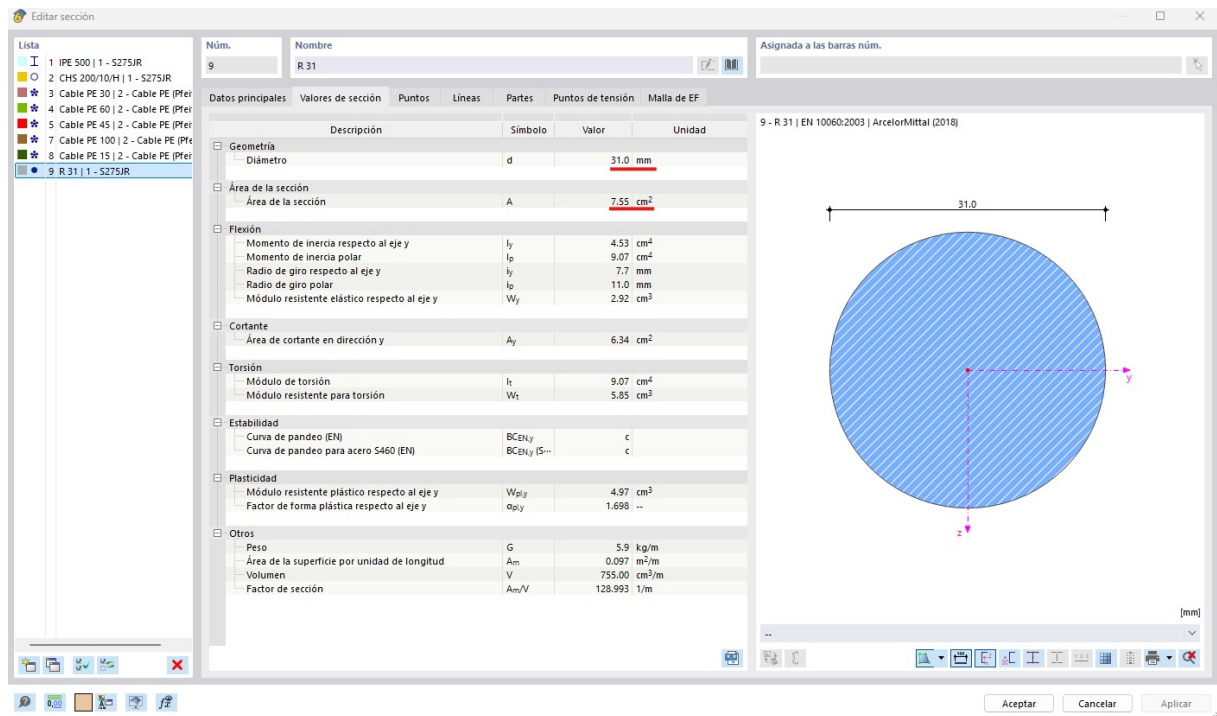 Editar sección
Lista
1 IPE 500 | 1 - S275JR
2 CHS 200/10/H | 1 - S275JR
3 Cable PE 30 | 2 - Cable PE (Pfei
4 Cable PE 60 | 2 - Cable PE (Pfei
5 Cable PE 45 | 2 - Cable PE (Pfei
7 Cable PE 100 | 2 - Cable PE (Pfe
8 Cable PE 15 | 2 - Cable PE (Pfei
9 R 31 | 1 - S275JR
Núm.
9
Nombre
R 31
Asignada a las barras núm.
Datos principales Valores de sección Puntos Líneas Partes Puntos de tensión Malla de EF
Descripción Símbolo Valor Unidad
Geometría
Diámetro d 31.0 mm
Área de la sección
Área de la sección A 7.55 cm²
Flexión
Momento de inercia respecto al eje y Iy 4.53 cm⁴
Momento de inercia polar Ip 9.07 cm⁴
Radio de giro respecto al eje y iy 7.7 mm
Radio de giro polar ip 11.0 mm
Módulo resistente elástico respecto al eje y Wy 2.92 cm³
Cortante
Área de cortante en dirección y Ay 6.34 cm²
Torsión
Módulo de torsión It 9.07 cm⁴
Módulo resistente para torsión Wt 5.85 cm³
Estabilidad
Curva de pandeo (EN) BCEN,y c
Curva de pandeo para acero S460 (EN) BCEN,y (S··· c
Plasticidad
Módulo resistente plástico respecto al eje y Wpl,y 4.97 cm³
Factor de forma plástica respecto al eje y αpl,y 1.698 --
Otros
Peso G 5.9 kg/m
Área de la superficie por unidad de longitud Am 0.097 m²/m
Volumen V 755.00 cm³/m
Factor de sección Am/V 128.993 1/m
9 - R 31 | EN 10060:2003 | ArcelorMittal (2018)
31.0
y
z
[mm]
--
0,00
Aceptar Cancelar Aplicar